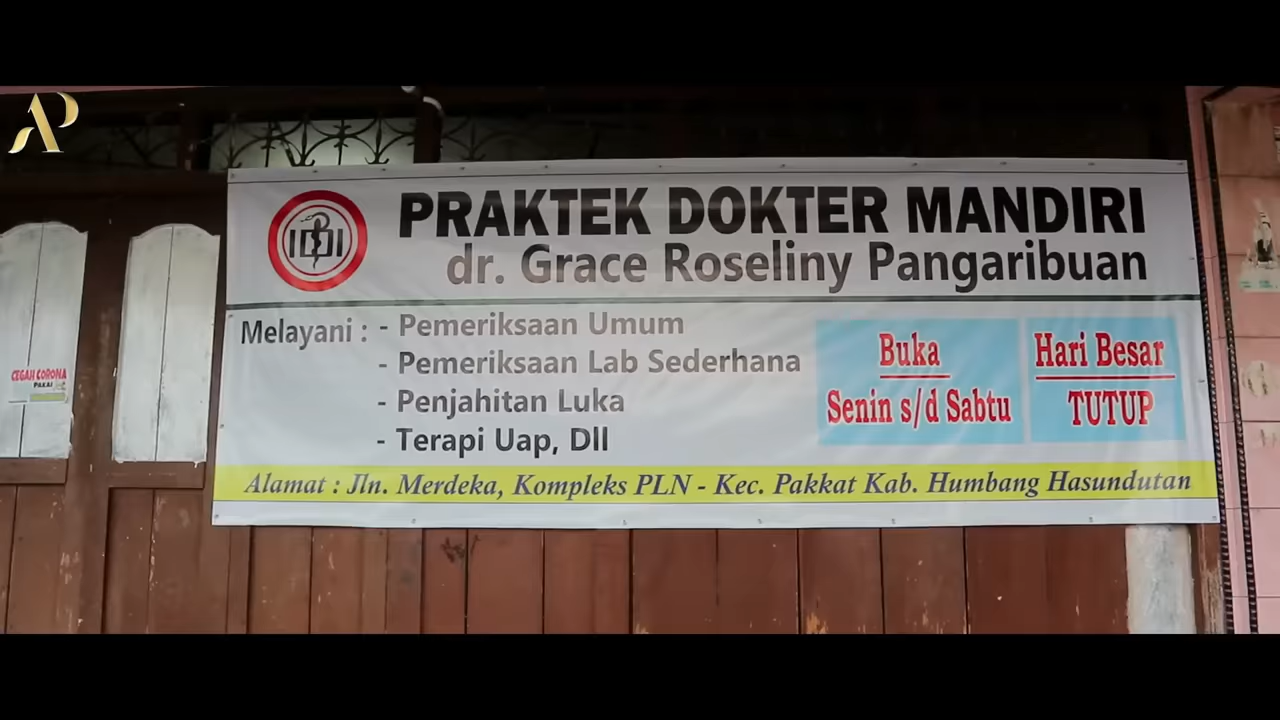 AP
PRAKTEK DOKTER MANDIRI
dr. Grace Roseliny Pangaribuan
IDI
Melayani : - Pemeriksaan Umum
- Pemeriksaan Lab Sederhana
- Penjahitan Luka
- Terapi Uap, Dll
Buka
Senin s/d Sabtu
Hari Besar
TUTUP
Alamat : Jln. Merdeka, Kompleks PLN - Kec. Pakkat Kab. Humbang Hasundutan
CEGAH CORONA
PAKAI